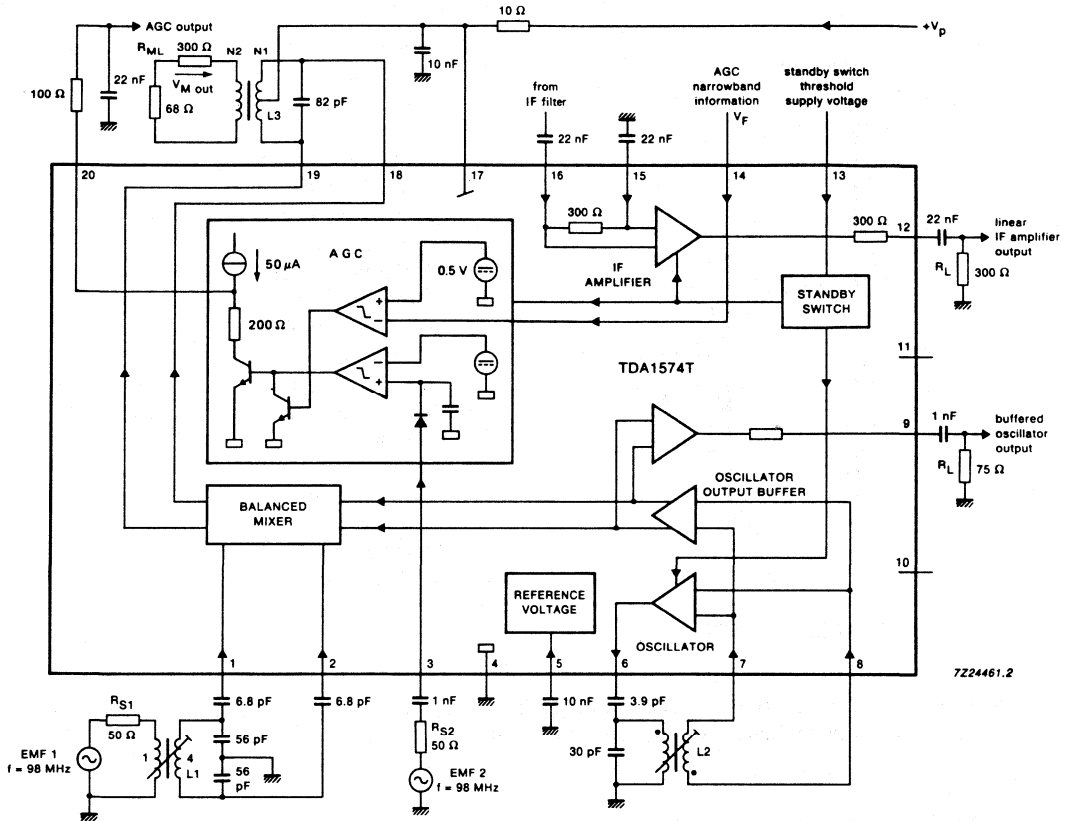 AGC output
10 Ω
+Vp
RML
300 Ω
N2
N1
10 nF
22 nF
VM out
100 Ω
68 Ω
L3
82 pF
from
IF filter
AGC
narrowband
information
VF
standby switch
threshold
supply voltage
22 nF
22 nF
20
19
18
17
16
15
14
13
300 Ω
300 Ω
12
22 nF
linear
IF amplifier
output
RL
300 Ω
AGC
50 μA
0.5 V
IF
AMPLIFIER
STANDBY
SWITCH
200 Ω
11
TDA1574T
9
1 nF
buffered
oscillator
output
RL
75 Ω
OSCILLATOR
OUTPUT BUFFER
BALANCED
MIXER
10
REFERENCE
VOLTAGE
OSCILLATOR
1
2
3
4
5
6
7
8
7Z24461.2
6.8 pF
6.8 pF
1 nF
10 nF
3.9 pF
RS1
50 Ω
RS2
50 Ω
56 pF
30 pF
L2
EMF 1
f = 98 MHz
1
4
L1
56
pF
EMF 2
f = 98 MHz